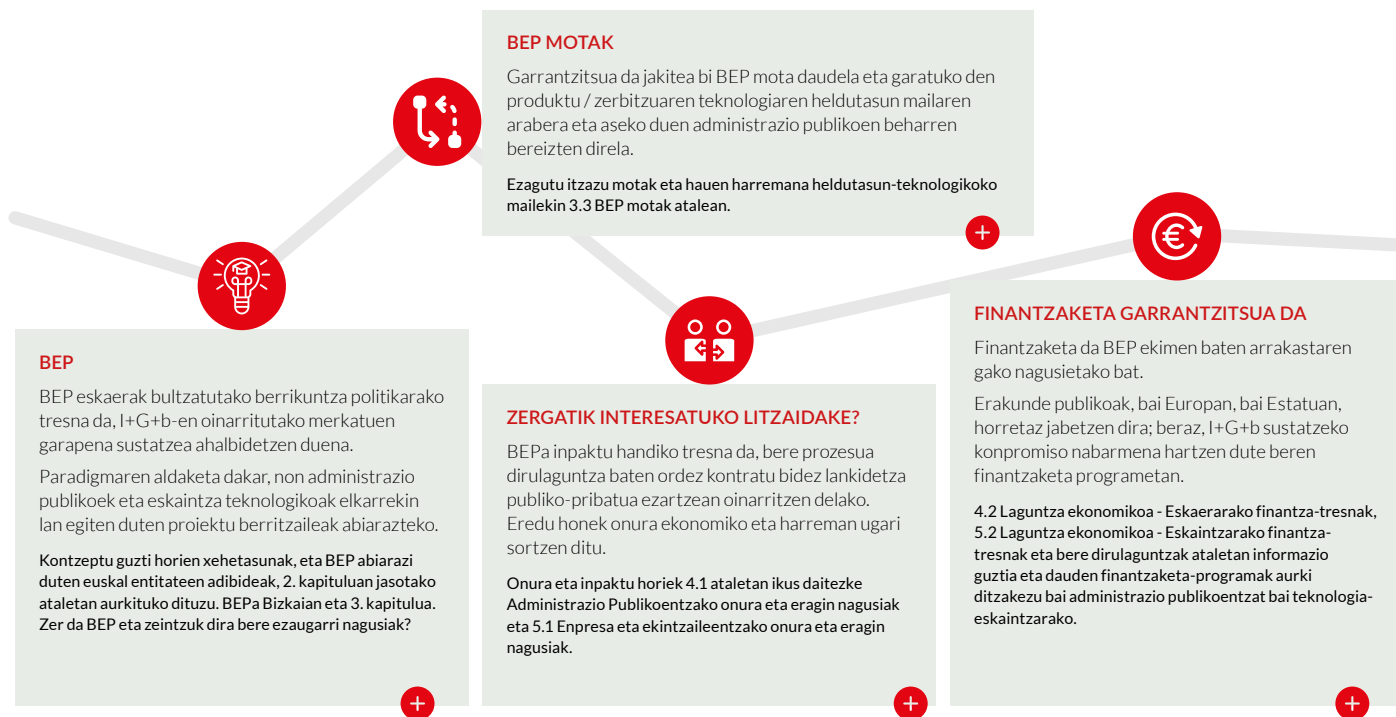 BEP MOTAK
Garrantzitsua da jakitea bi BEP mota daudela eta garatuko den
produktu / zerbitzuaren teknologiaren heldutasun mailaren
arabera eta aseko duen administrazio publikoen beharren
bereizten direla.
Ezagutu itzazu motak eta hauen harremana heldutasun-teknologikoko
mailekin 3.3 BEP motak atalean.
BEP
BEP eskaerak bultzatutako berrikuntza politikarako
tresna da, I+G+b-en oinarritutako merkatuen
garapena sustatzea ahalbidetzen duena.
Paradigmaren aldaketa dakar, non administrazio
publikoek eta eskaintza teknologikoak elkarrekin
lan egiten duten proiektu berritzaileak abiarazteko.
Kontzeptu guzti horien xehetasunak, eta BEP abiarazi
duten euskal entitateen adibideak, 2. kapituluan jasotako
ataletan aurkituko dituzu. BEPa Bizkaian eta 3. kapitulua.
Zer da BEP eta zeintzuk dira bere ezaugarri nagusiak?
ZERGATIK INTERESATUKO LITZAIDAKE?
BEPa inpaktu handiko tresna da, bere prozesua
dirulaguntza baten ordez kontratu bidez lankidetza
publiko-pribatua ezartzean oinarritzen delako.
Eredu honek onura ekonomiko eta harreman ugari
sortzen ditu.
Onura eta inpaktu horiek 4.1 ataletan ikus daitezke
Administrazio Publikoentzako onura eta eragin nagusiak
eta 5.1 Enpresa eta ekintzaileentzako onura eta eragin
nagusiak.
FINANTZAKETA GARRANTZITSUA DA
Finantzaketa da BEP ekimen baten arrakastaren
gako nagusietako bat.
Erakunde publikoak, bai Europan, bai Estatuan,
horretaz jabetzen dira; beraz, I+G+b sustatzeko
konpromiso nabarmena hartzen dute beren
finantzaketa programetan.
4.2 Laguntza ekonomikoa - Eskaerarako finantza-tresnak,
5.2 Laguntza ekonomikoa - Eskaintzarako finantza-
tresnak eta bere dirulaguntzak ataletan informazio
guztia eta dauden finantzaketa-programak aurki
ditzakezu bai administrazio publikoentzat bai teknologia-
eskaintzarako.